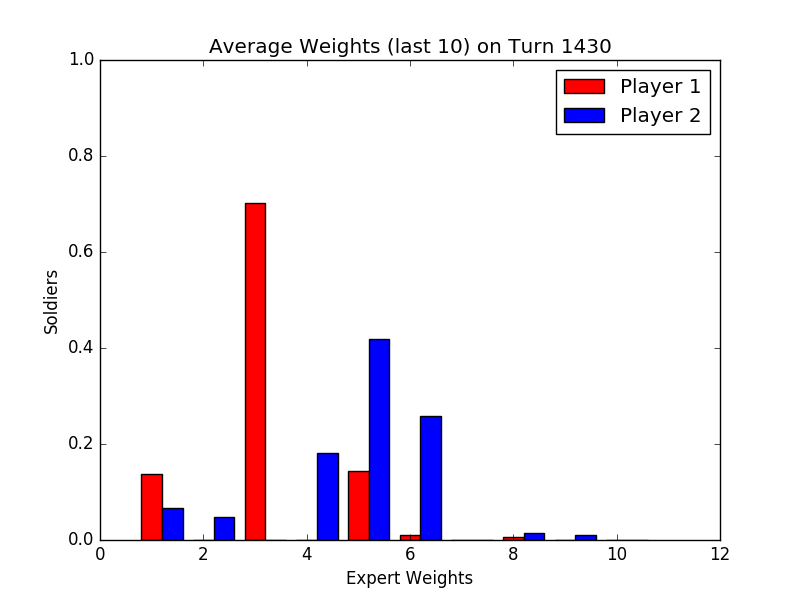 Average Weights (last 10) on Turn 1430
Player 1
Player 2
1.0
0.8
0.6
0.4
0.2
0.0
Soldiers
0 2 4 6 8 10 12
Expert Weights